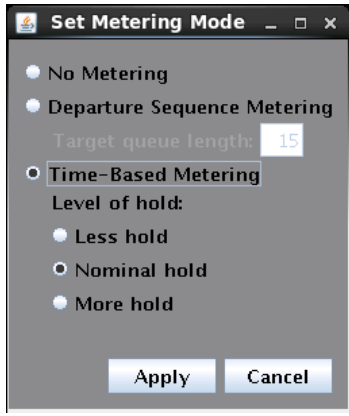 Set Metering Mode
No Metering
Departure Sequence Metering
Target queue length: 15
Time-Based Metering
Level of hold:
Less hold
Nominal hold
More hold
Apply Cancel